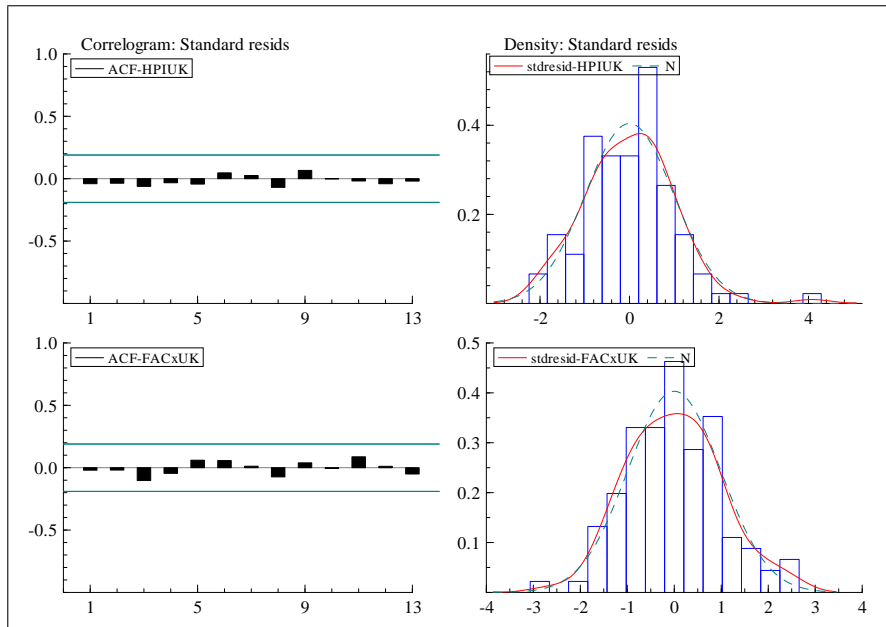 Correlogram: Standard resids
1.0
ACF-HPIUK
0.5
0.0
-0.5
1 5 9 13
Density: Standard resids
stdresid-HPIUK N
0.4
0.2
-2 0 2 4
1.0
ACF-FACxUK
0.5
0.0
-0.5
1 5 9 13
0.5
stdresid-FACxUK N
0.4
0.3
0.2
0.1
-4 -3 -2 -1 0 1 2 3 4